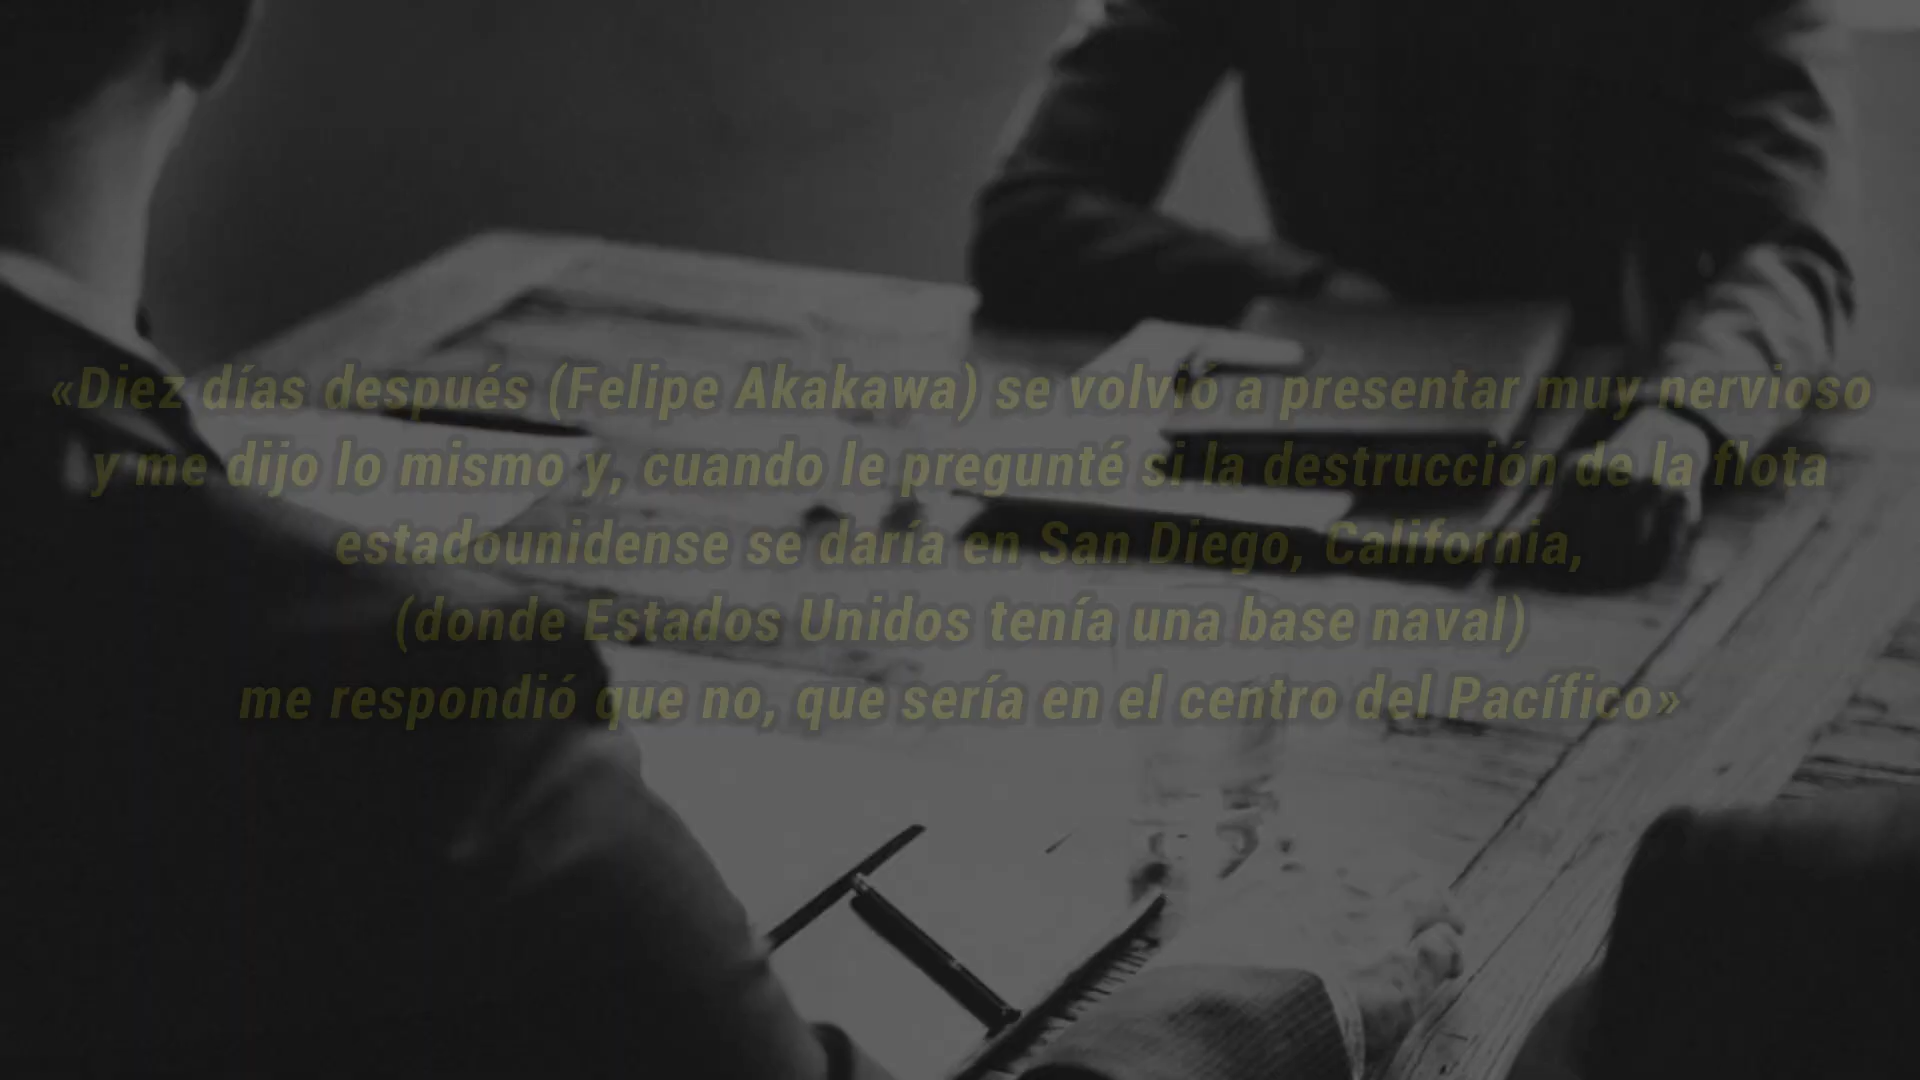 «Diez días después (Felipe Akakawa) se volvió a presentar muy nervioso
y me dijo lo mismo y, cuando le pregunté si la destrucción de la flota
estadounidense se daría en San Diego, California,
(donde Estados Unidos tenía una base naval)
me respondió que no, que sería en el centro del Pacífico»